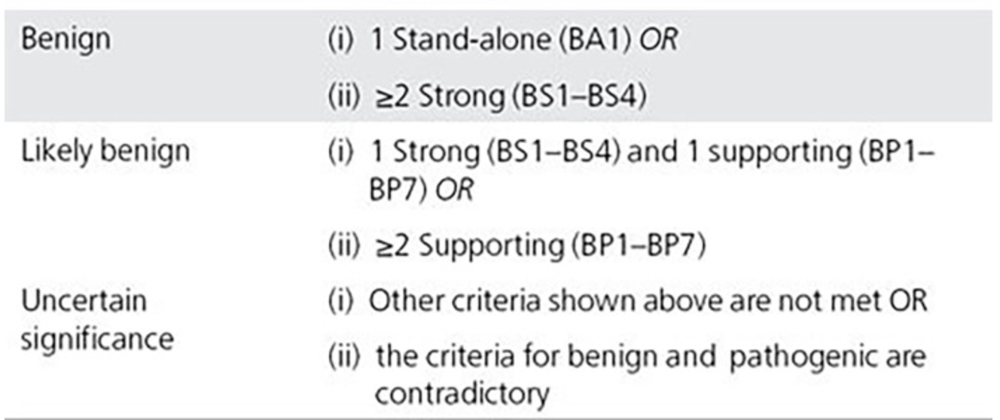 Benign (i) 1 Stand-alone (BA1) OR
(ii) ≥2 Strong (BS1–BS4)
Likely benign (i) 1 Strong (BS1–BS4) and 1 supporting (BP1–
BP7) OR
(ii) ≥2 Supporting (BP1–BP7)
Uncertain (i) Other criteria shown above are not met OR
significance
(ii) the criteria for benign and pathogenic are
contradictory